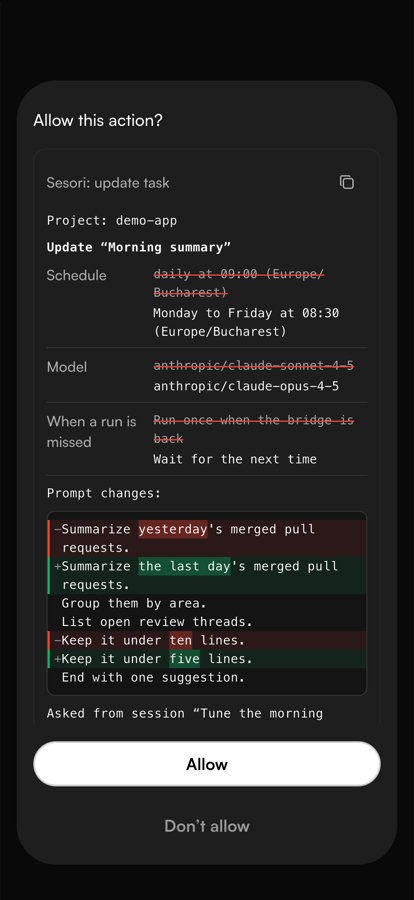 Allow this action?
Sesori: update task
Project: demo-app
Update “Morning summary”
Schedule
daily at 09:00 (Europe/
Bucharest)
Monday to Friday at 08:30
(Europe/Bucharest)
Model
anthropic/claude-sonnet-4-5
anthropic/claude-opus-4-5
When a run is
missed
Run once when the bridge is
back
Wait for the next time
Prompt changes:
−Summarize yesterday's merged pull
requests.
+Summarize the last day's merged pull
requests.
Group them by area.
List open review threads.
−Keep it under ten lines.
+Keep it under five lines.
End with one suggestion.
Asked from session “Tune the morning
Allow
Don’t allow